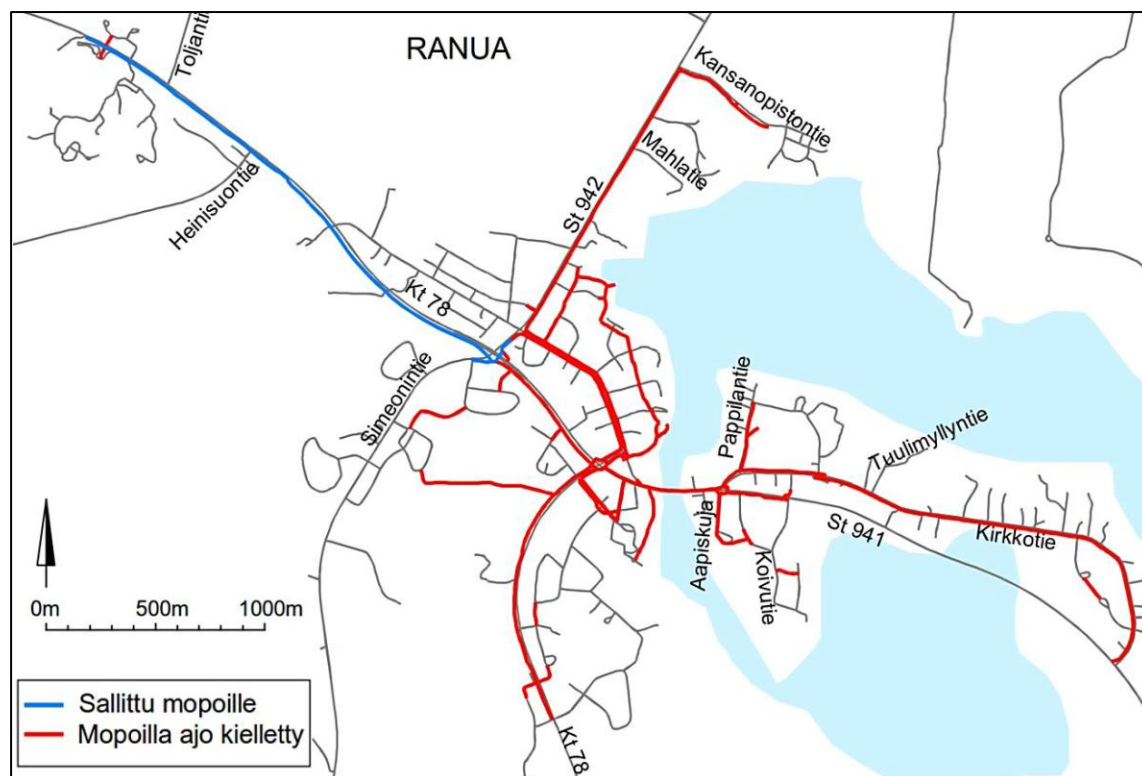 RANUA
Toljantie
Kansanopistontie
Mahlatie
St 942
Heinisuontie
Kt 78
Simeonintie
Pappilantie
Tuulimyllyntie
Aapiskuja
St 941
Kirkkotie
Koivutie
0m 500m 1000m
Sallittu mopoille
Mopoilla ajo kielletty
Kt 78